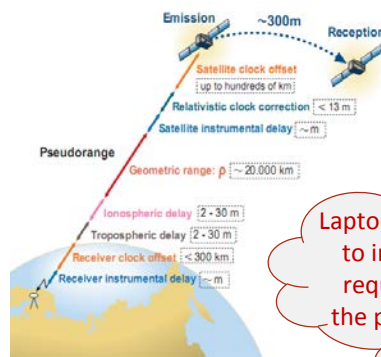 Emission
~300m
Reception
Satellite clock offset
up to hundreds of km
Relativistic clock correction < 13 m
Satellite instrumental delay ~m
Pseudorange
Geometric range: ρ ~ 20.000 km
Ionospheric delay 2 - 30 m
Tropospheric delay 2 - 30 m
Receiver clock offset < 300 km
Receiver instrumental delay ~m
to
the